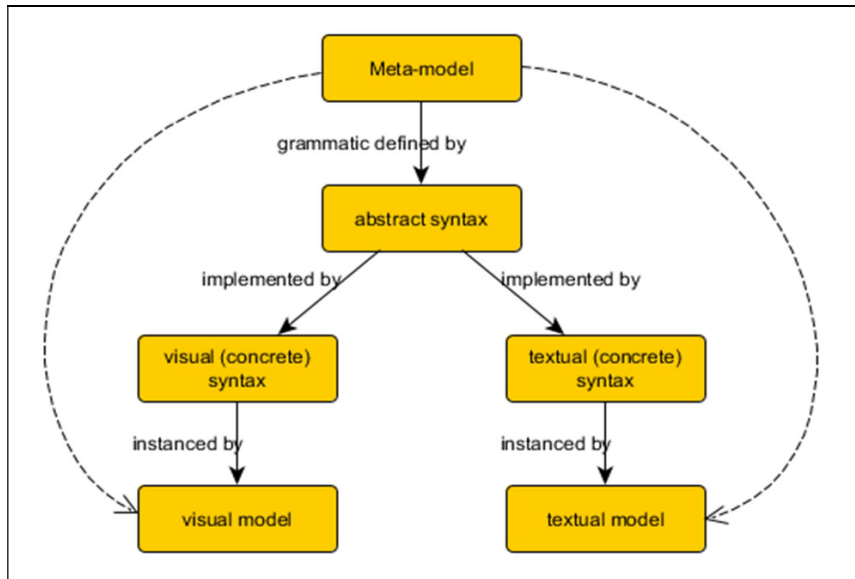 Meta-model
grammatic defined by
abstract syntax
implemented by
implemented by
visual (concrete)
syntax
textual (concrete)
syntax
instanced by
instanced by
visual model
textual model